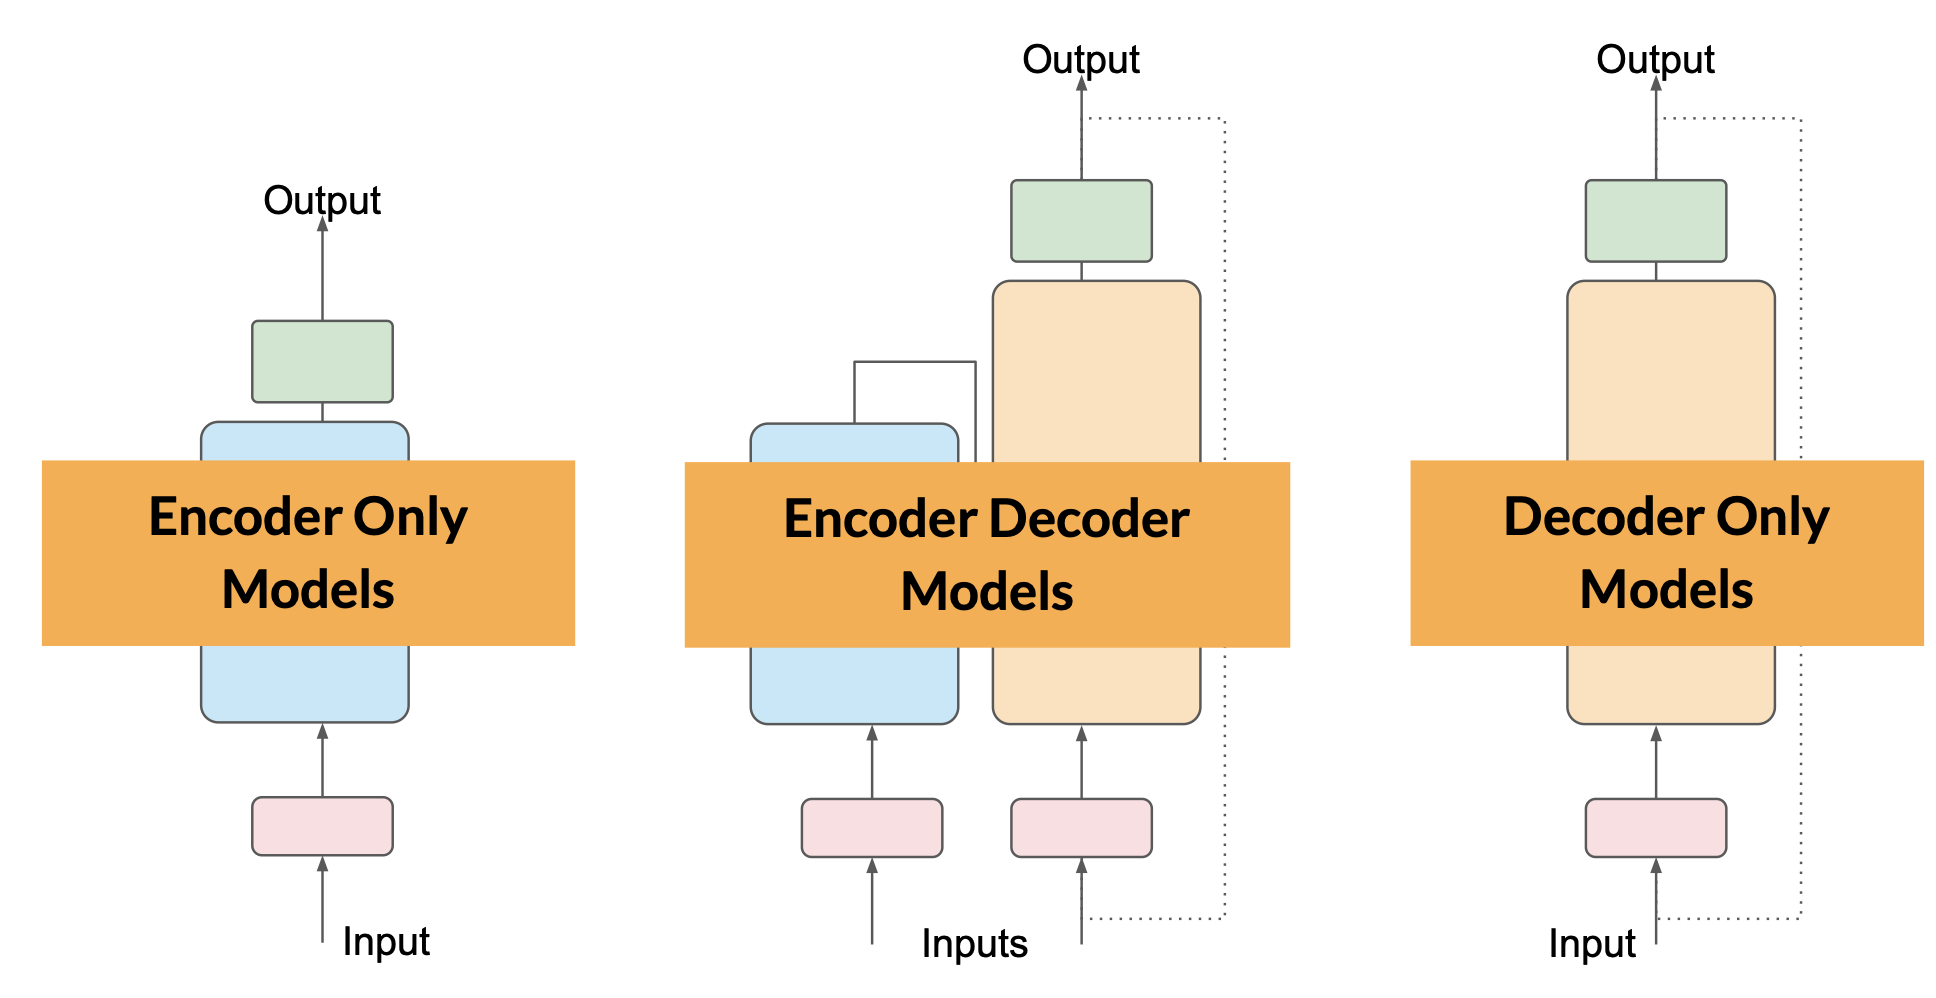 Output
Encoder Only
Models
Input
Output
Encoder Decoder
Models
Inputs
Output
Decoder Only
Models
Input